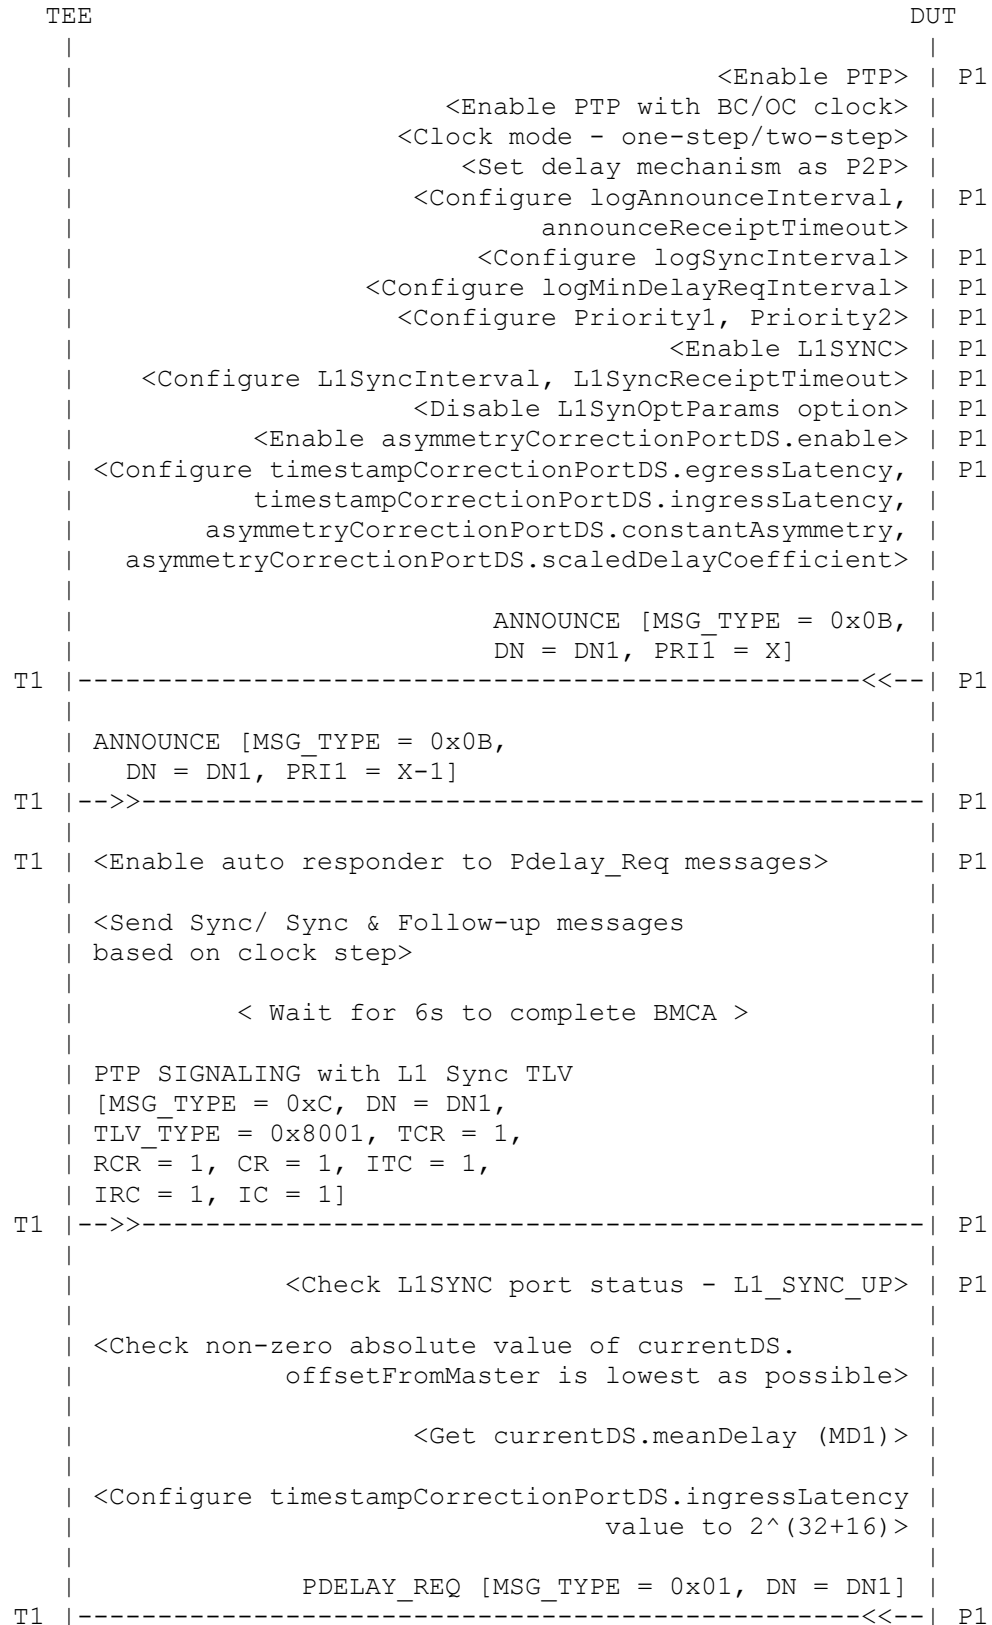 TEE DUT
| |
| <Enable PTP> | P1
| <Enable PTP with BC/OC clock> |
| <Clock mode - one-step/two-step> |
| <Set delay mechanism as P2P> |
| <Configure logAnnounceInterval, | P1
| announceReceiptTimeout> |
| <Configure logSyncInterval> | P1
| <Configure logMinDelayReqInterval> | P1
| <Configure Priority1, Priority2> | P1
| <Enable L1SYNC> | P1
| <Configure L1SyncInterval, L1SyncReceiptTimeout> | P1
| <Disable L1SynOptParams option> | P1
| <Enable asymmetryCorrectionPortDS.enable> | P1
| <Configure timestampCorrectionPortDS.egressLatency, | P1
| timestampCorrectionPortDS.ingressLatency, |
| asymmetryCorrectionPortDS.constantAsymmetry, |
| asymmetryCorrectionPortDS.scaledDelayCoefficient> |
| |
| ANNOUNCE [MSG_TYPE = 0x0B, |
| DN = DN1, PRI1 = X] |
T1 |-------------------------------------------------<<--| P1
| |
| ANNOUNCE [MSG_TYPE = 0x0B, |
| DN = DN1, PRI1 = X-1] |
T1 |-->>-------------------------------------------------| P1
| |
T1 | <Enable auto responder to Pdelay_Req messages> | P1
| |
| <Send Sync/ Sync & Follow-up messages |
| based on clock step> |
| |
| < Wait for 6s to complete BMCA > |
| |
| PTP SIGNALING with L1 Sync TLV |
| [MSG_TYPE = 0xC, DN = DN1, |
| TLV_TYPE = 0x8001, TCR = 1, |
| RCR = 1, CR = 1, ITC = 1, |
| IRC = 1, IC = 1] |
T1 |-->>-------------------------------------------------| P1
| |
| <Check L1SYNC port status - L1_SYNC_UP> | P1
| |
| <Check non-zero absolute value of currentDS. |
| offsetFromMaster is lowest as possible> |
| |
| <Get currentDS.meanDelay (MD1)> |
| |
| <Configure timestampCorrectionPortDS.ingressLatency |
| value to 2^(32+16)> |
| |
| PDELAY_REQ [MSG_TYPE = 0x01, DN = DN1] |
T1 |-------------------------------------------------<<--| P1